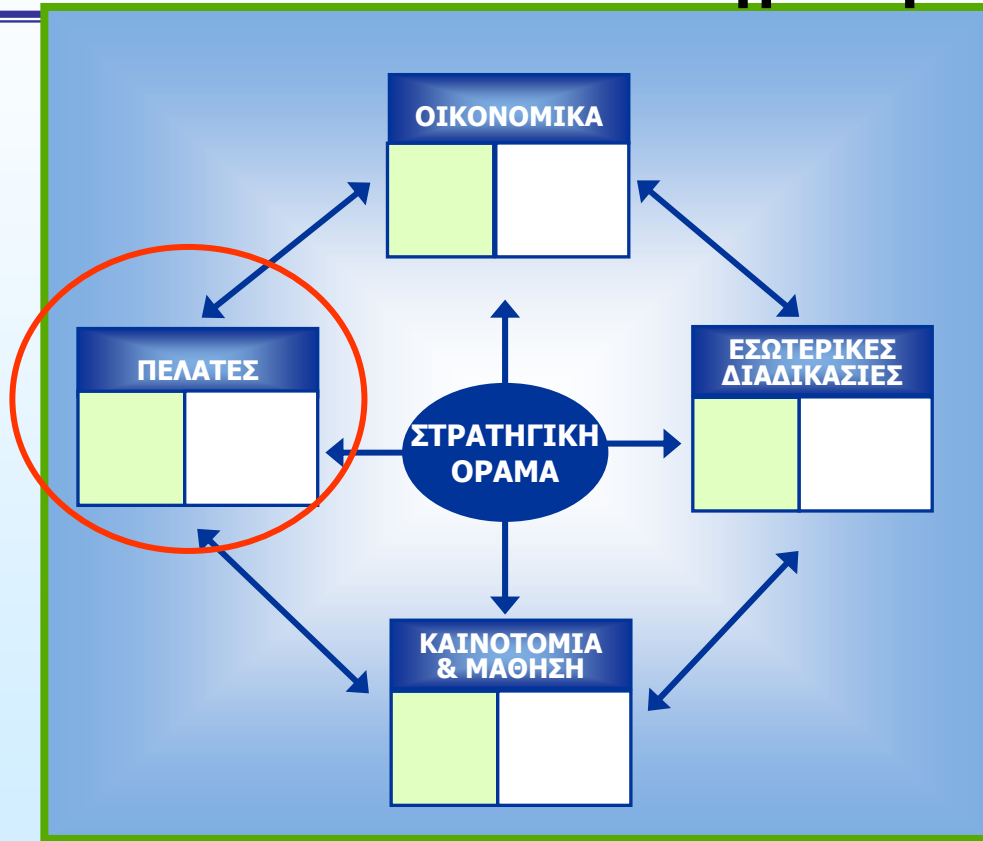 ΟΙΚΟΝΟΜΙΚΑ
ΠΕΛΑΤΕΣ
ΕΣΩΤΕΡΙΚΕΣ
ΔΙΑΔΙΚΑΣΙΕΣ
ΣΤΡΑΤΗΓΙΚΗ
ΟΡΑΜΑ
ΚΑΙΝΟΤΟΜΙΑ
& ΜΑΘΗΣΗ